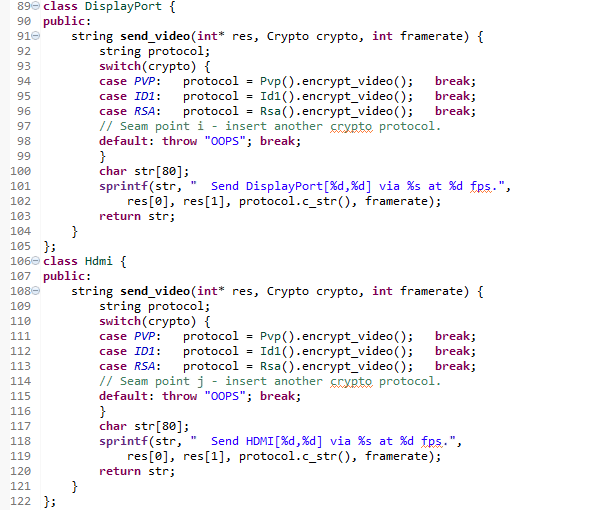 89 class DisplayPort {
90 public:
91     string send_video(int* res, Crypto crypto, int framerate) {
92         string protocol;
93         switch(crypto) {
94         case PVP:   protocol = Pvp().encrypt_video();   break;
95         case ID1:   protocol = Id1().encrypt_video();   break;
96         case RSA:   protocol = Rsa().encrypt_video();   break;
97         // Seam point i - insert another crypto protocol.
98         default: throw "OOPS"; break;
99         }
100         char str[80];
101         sprintf(str, "  Send DisplayPort[%d,%d] via %s at %d fps.",
102             res[0], res[1], protocol.c_str(), framerate);
103         return str;
104     }
105 };
106 class Hdmi {
107 public:
108     string send_video(int* res, Crypto crypto, int framerate) {
109         string protocol;
110         switch(crypto) {
111         case PVP:   protocol = Pvp().encrypt_video();   break;
112         case ID1:   protocol = Id1().encrypt_video();   break;
113         case RSA:   protocol = Rsa().encrypt_video();   break;
114         // Seam point j - insert another crypto protocol.
115         default: throw "OOPS"; break;
116         }
117         char str[80];
118         sprintf(str, "  Send HDMI[%d,%d] via %s at %d fps.",
119             res[0], res[1], protocol.c_str(), framerate);
120         return str;
121     }
122 };